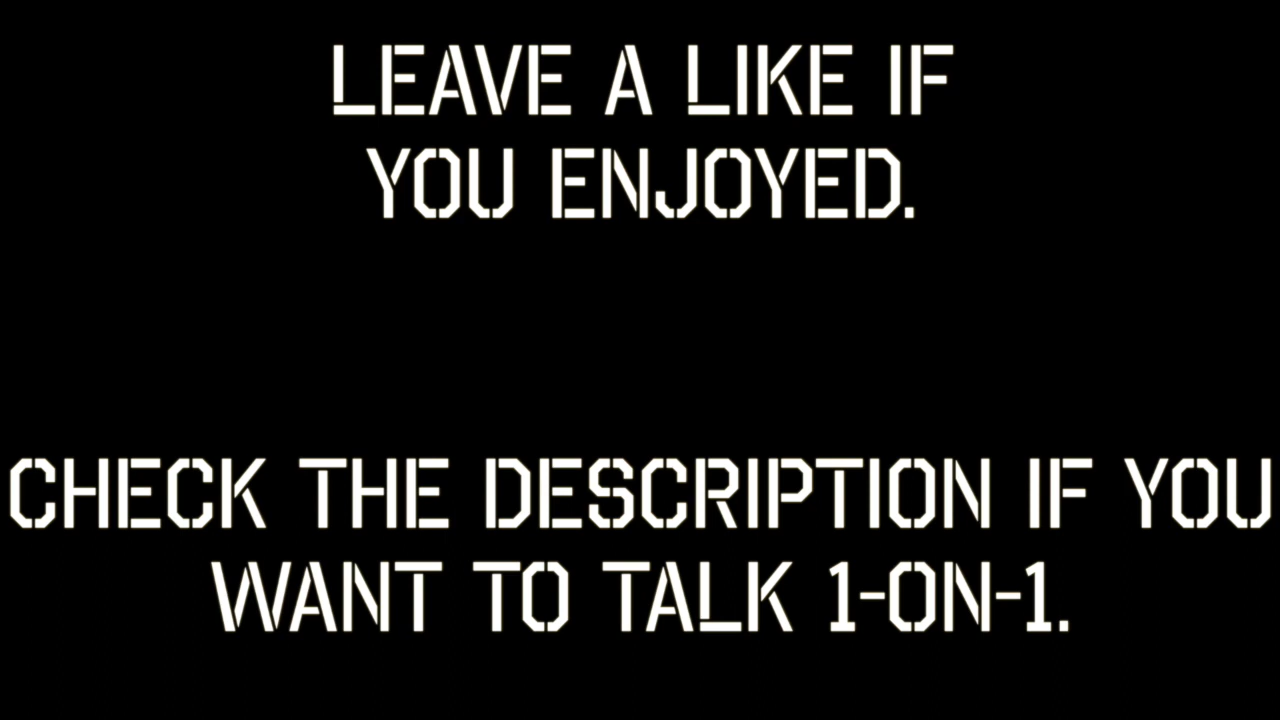 LEAVE A LIKE IF
YOU ENJOYED.
CHECK THE DESCRIPTION IF YOU
WANT TO TALK 1-ON-1.